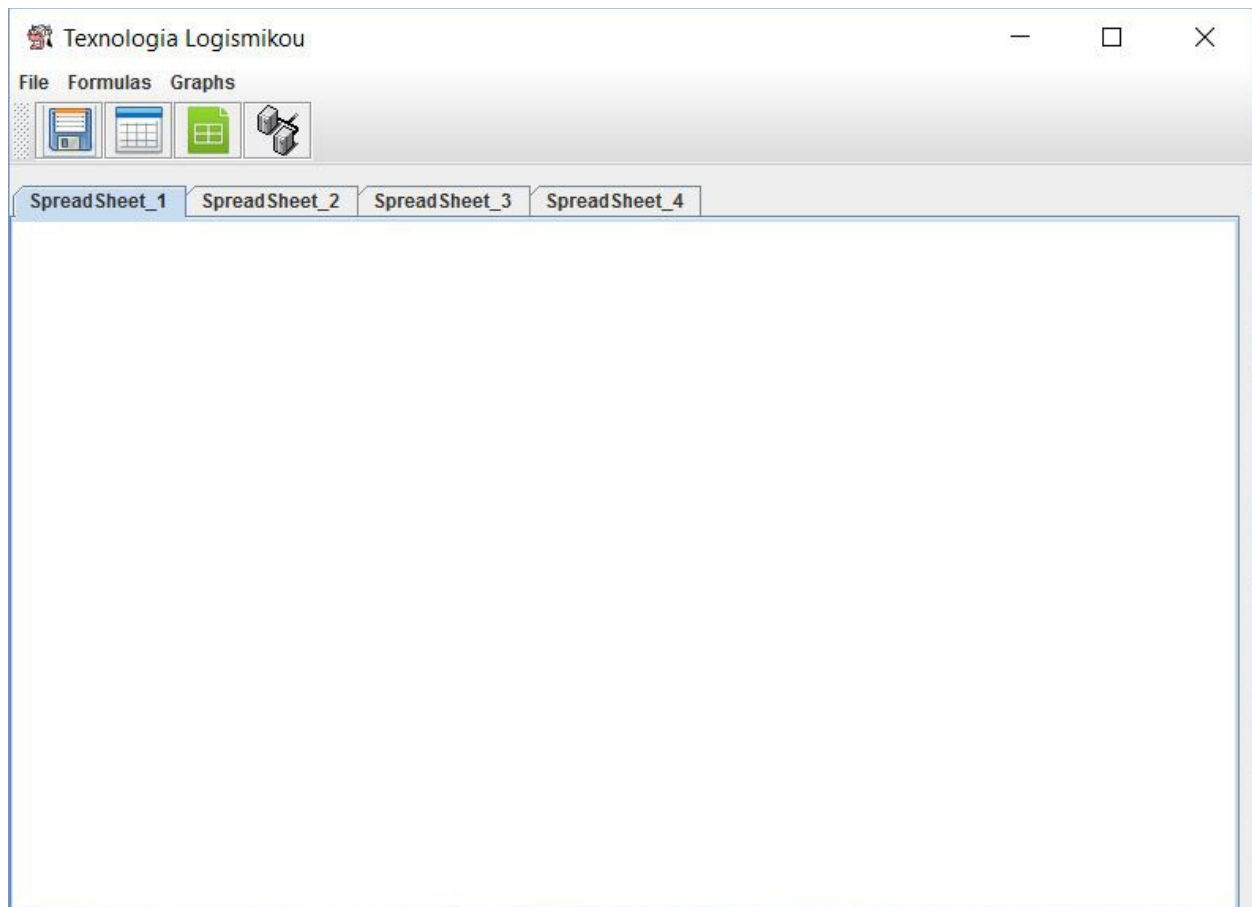 Texnologia Logismikou
File Formulas Graphs
SpreadSheet_1 SpreadSheet_2 SpreadSheet_3 SpreadSheet_4